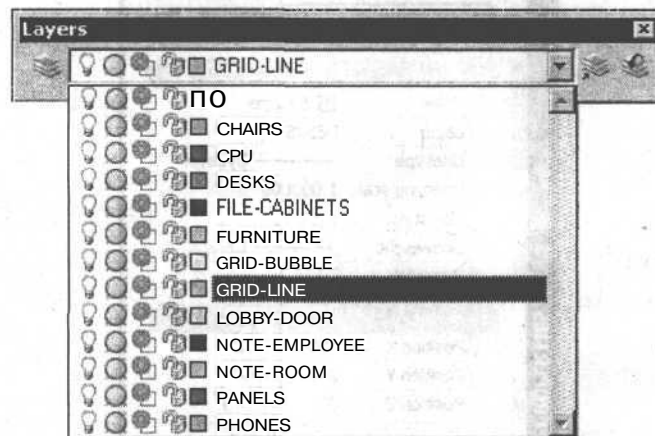 Layers
GRID-LINE
ПО
CHAIRS
CPU
DESKS
FILE-CABINETS
FURNITURE
GRID-BUBBLE
GRID-LINE
LOBBY-DOOR
NOTE-EMPLOYEE
NOTE-ROOM
PANELS
PHONES